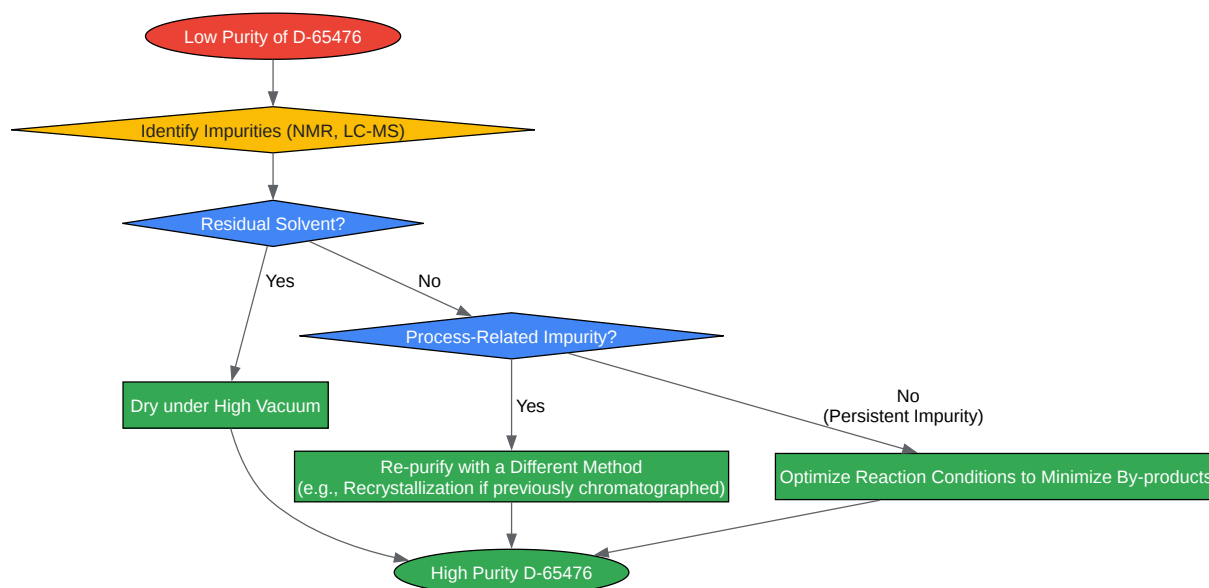 Low Purity of D-65476
Identify Impurities (NMR, LC-MS)
Residual Solvent?
Yes
No
Process-Related Impurity?
Dry under High Vacuum
Yes
No
(Persistent Impurity)
Re-purify with a Different Method
(e.g., Recrystallization if previously chromatographed)
Optimize Reaction Conditions to Minimize By-products
High Purity D-65476